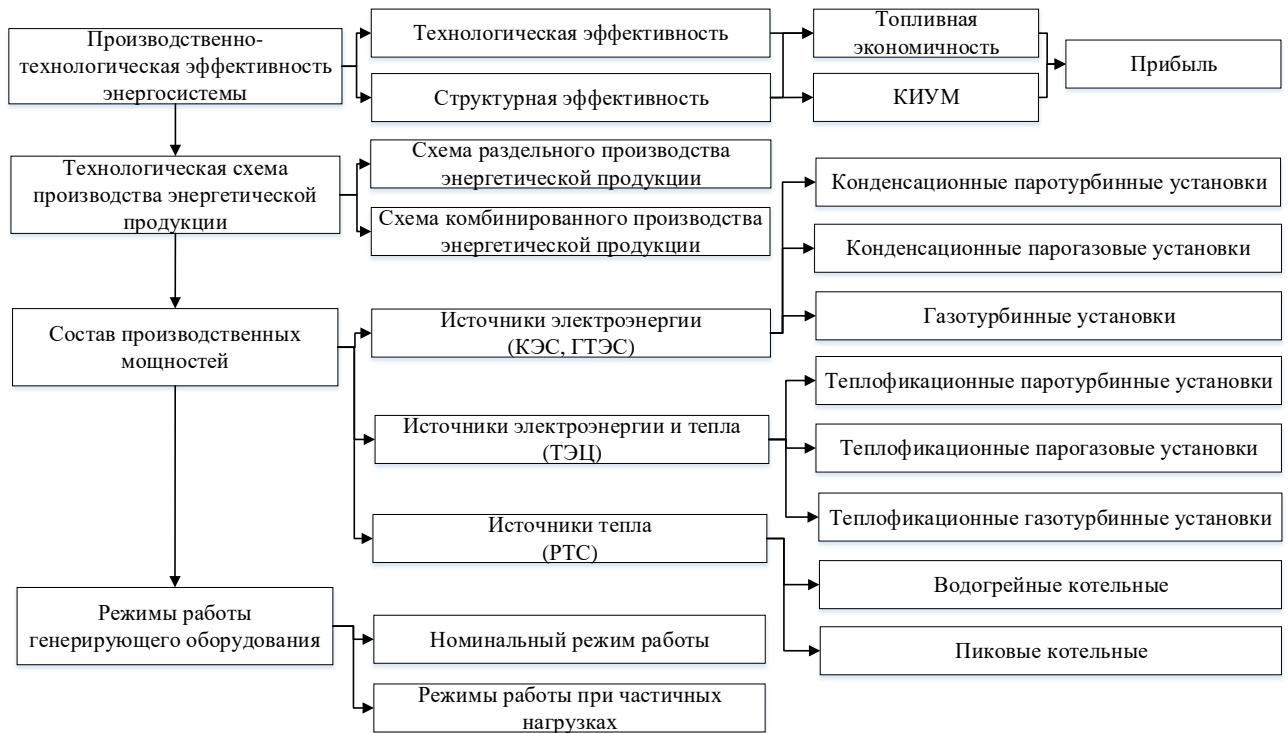 Производственно-
технологическая эффективность
энергосистемы
Технологическая эффективность
Структурная эффективность
Топливная
экономичность
КИУМ
Прибыль
Технологическая схема
производства энергетической
продукции
Схема раздельного производства
энергетической продукции
Схема комбинированного производства
энергетической продукции
Состав производственных
мощностей
Источники электроэнергии
(КЭС, ГТЭС)
Конденсационные паротурбинные установки
Конденсационные парогазовые установки
Газотурбинные установки
Источники электроэнергии и тепла
(ТЭЦ)
Теплофикационные паротурбинные установки
Теплофикационные парогазовые установки
Теплофикационные газотурбинные установки
Источники тепла
(РТС)
Водогрейные котельные
Пиковые котельные
Режимы работы
генерирующего оборудования
Номинальный режим работы
Режимы работы при частичных
нагрузках